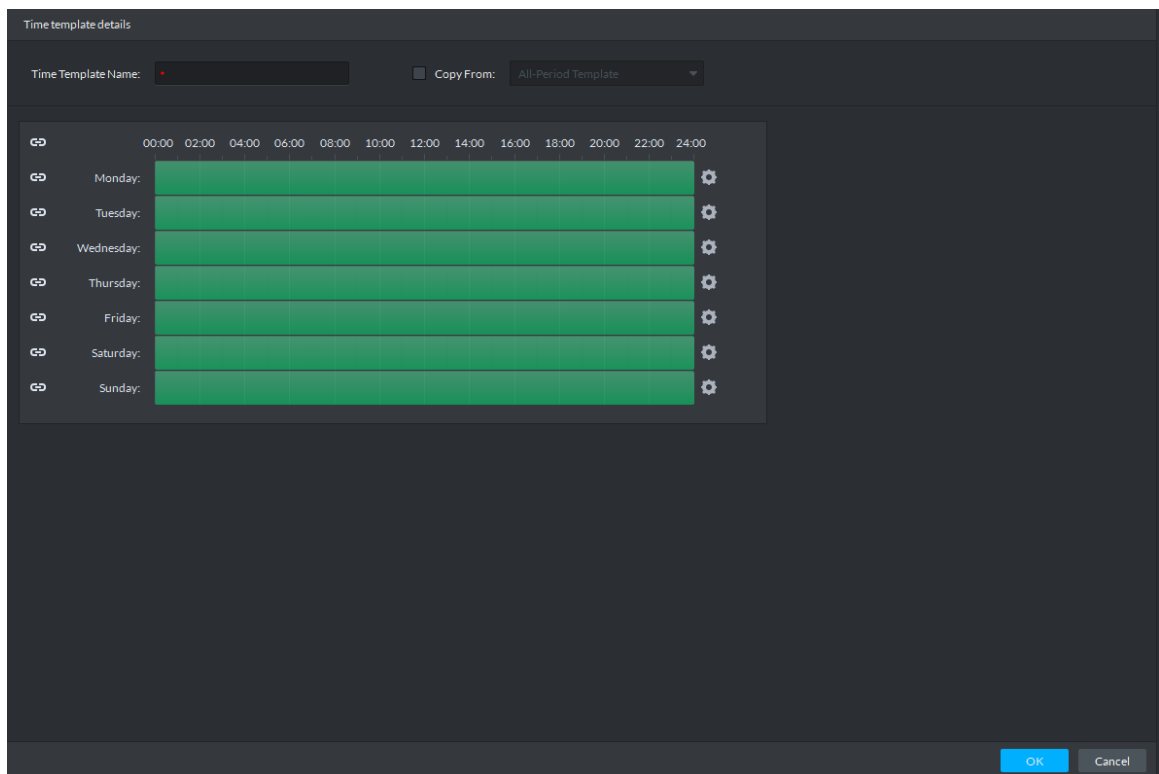 Time template details
Time Template Name: * Copy From: All-Period Template
00:00 02:00 04:00 06:00 08:00 10:00 12:00 14:00 16:00 18:00 20:00 22:00 24:00
Monday:
Tuesday:
Wednesday:
Thursday:
Friday:
Saturday:
Sunday:
OK Cancel